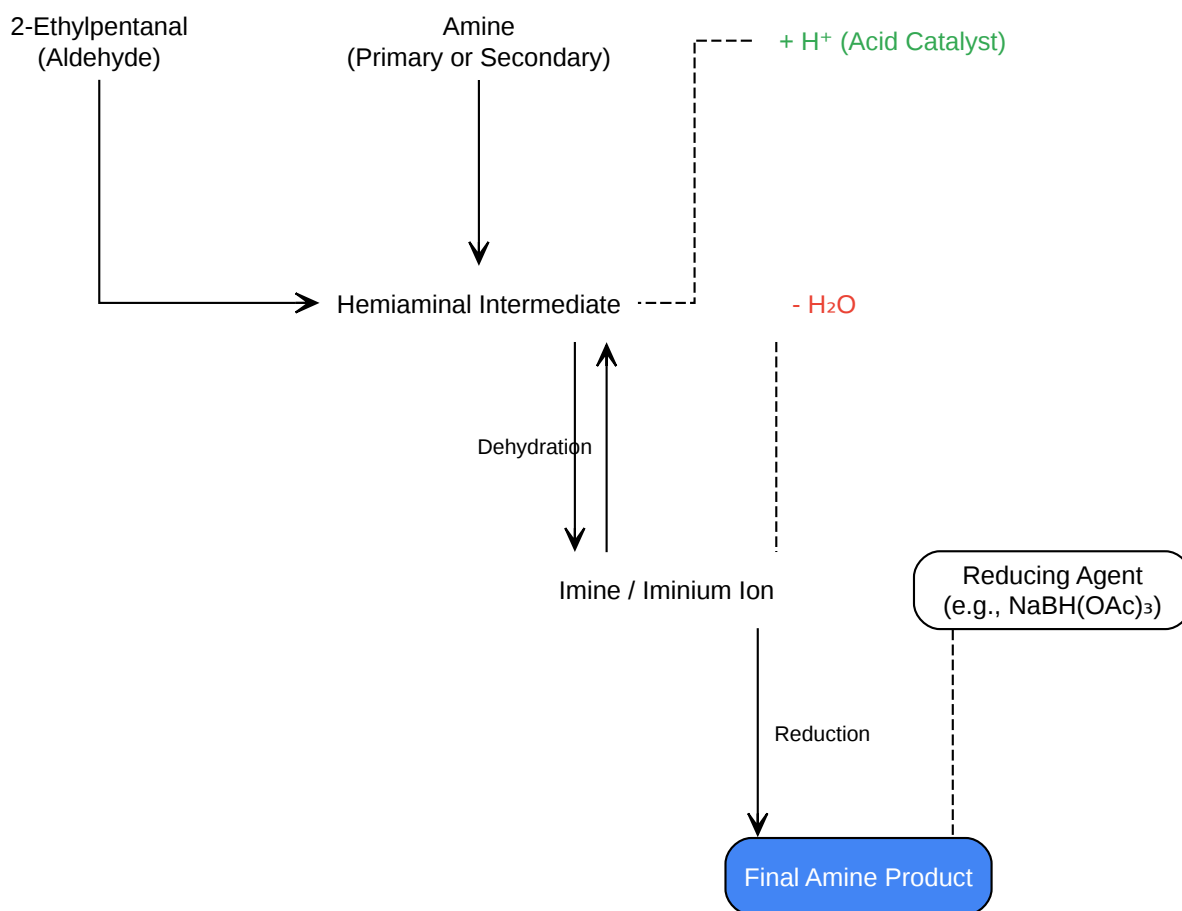 2-Ethylpentanal
(Aldehyde)
Amine
(Primary or Secondary)
+ H⁺ (Acid Catalyst)
Hemiaminal Intermediate
- H₂O
Dehydration
Imine / Iminium Ion
Reducing Agent
(e.g., NaBH(OAc)₃)
Reduction
Final Amine Product